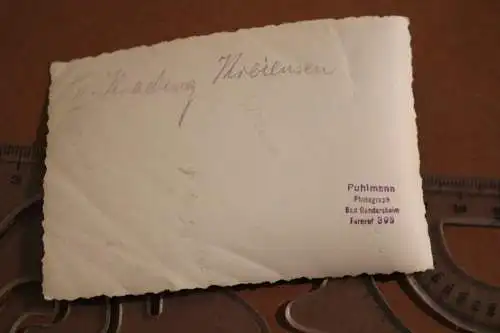 Kreiensen
Puhlmann
Photograph
Bad Gandersheim
Fernruf 399